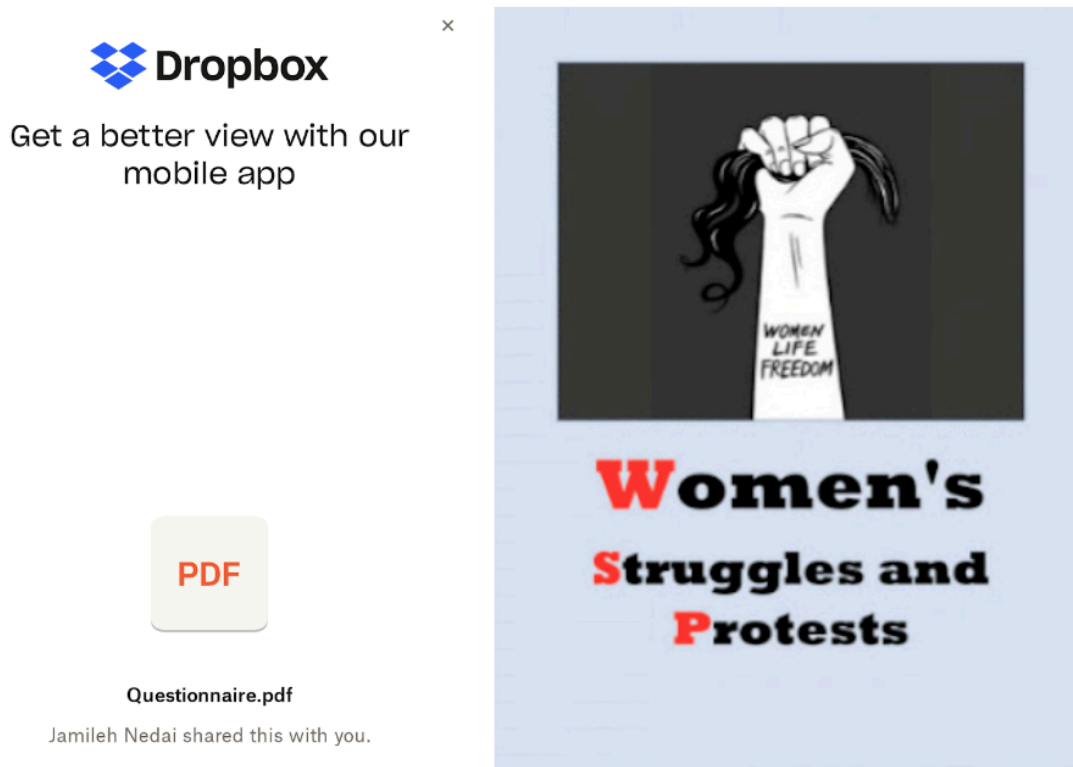 ×
Dropbox
Get a better view with our
mobile app
PDF
Questionnaire.pdf
Jamileh Nedai shared this with you.
WOMEN
LIFE
FREEDOM
Women's
Struggles and
Protests